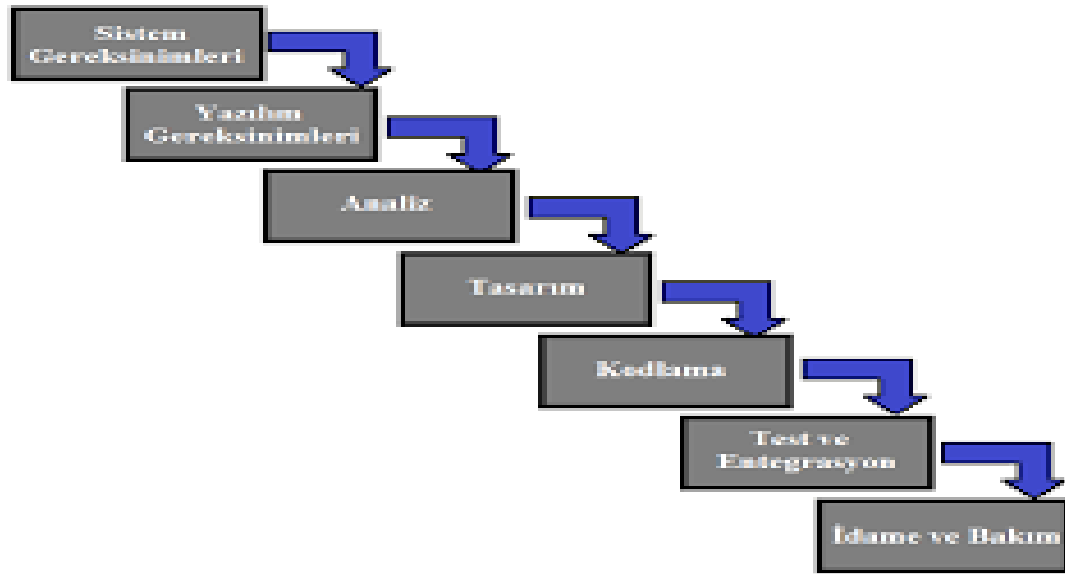 Sistem
Gereksinimleri
Yazılım
Gereksinimleri
Analiz
Tasarım
Kodlama
Test ve
Entegrasyon
İdame ve Bakım